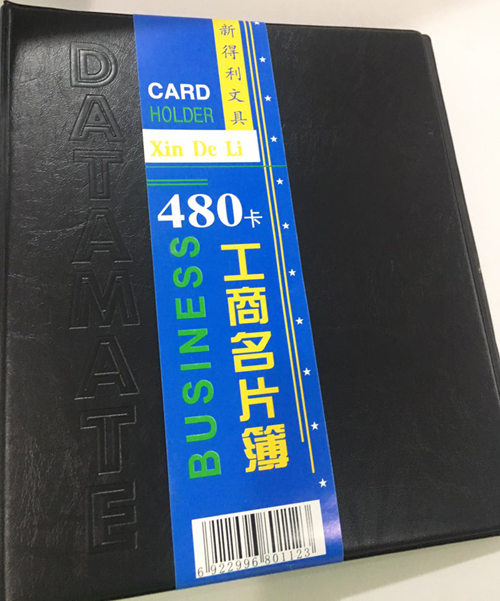 DATAMATE
新得利文具
CARD
HOLDER
Xin De Li
480卡
BUSINESS
工商名片簿
6922996801123